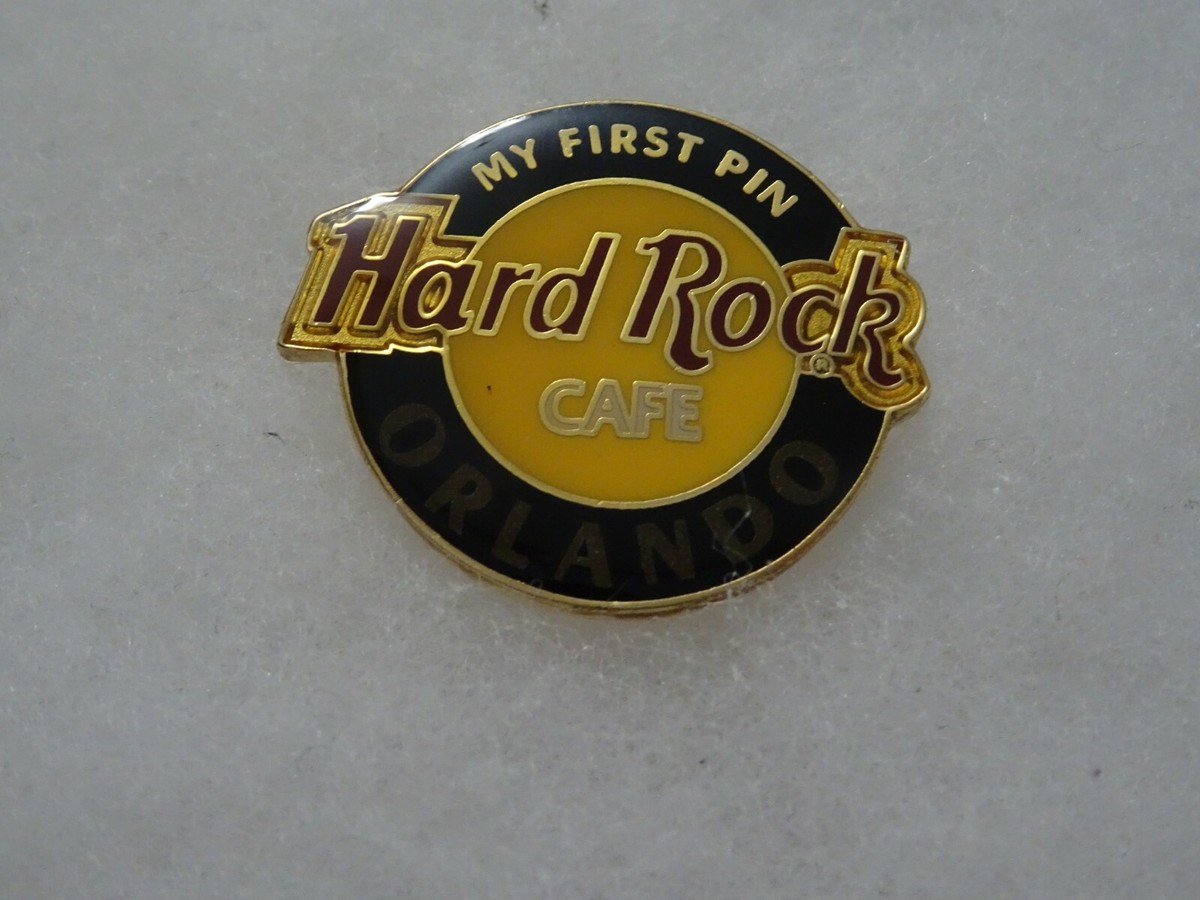 MY FIRST PIN
Hard Rock
®
CAFE
ORLANDO